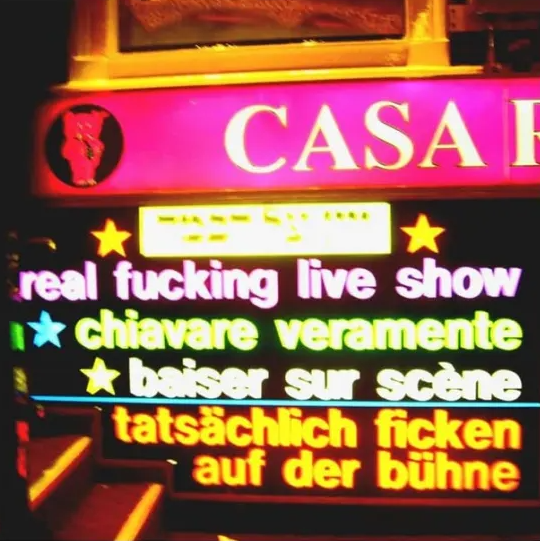 CASA
real fucking live show
chiavare veramente
baiser sur scène
tatsächlich ficken
auf der bühne